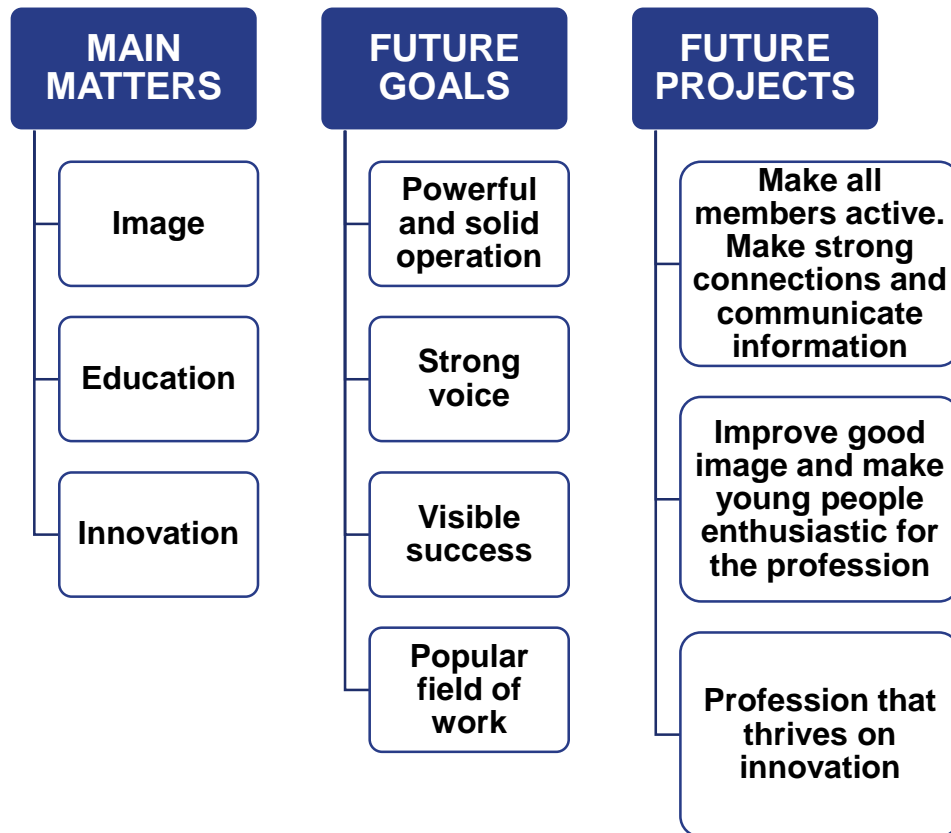 MAIN
MATTERS
Image
Education
Innovation
FUTURE
GOALS
Powerful
and solid
operation
Strong
voice
Visible
success
Popular
field of
work
FUTURE
PROJECTS
Make all
members active.
Make strong
connections and
communicate
information
Improve good
image and make
young people
enthusiastic for
the profession
Profession that
thrives on
innovation